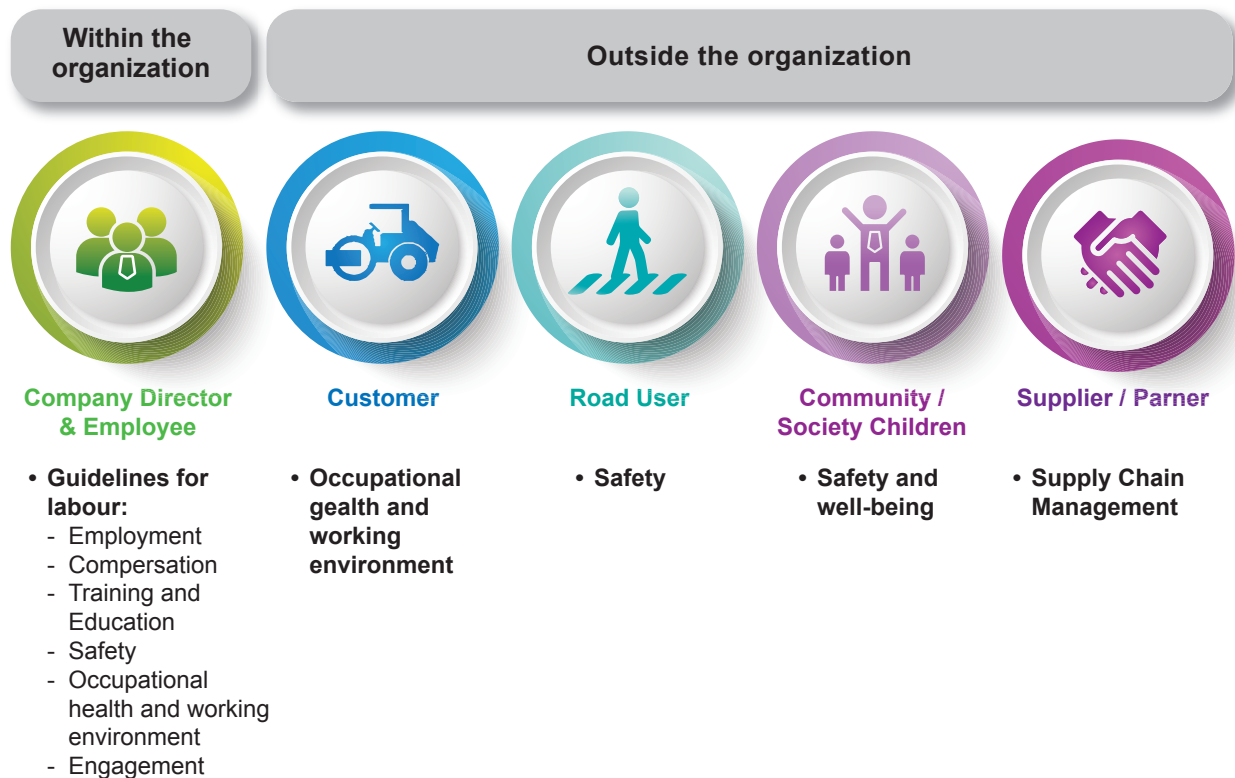 Within the
organization
Outside the organization
Company Director
& Employee
• Guidelines for
labour:
- Employment
- Compersation
- Training and
Education
- Safety
- Occupational
health and working
environment
- Engagement
Customer
• Occupational
gealth and
working
environment
Road User
• Safety
Community /
Society Children
• Safety and
well-being
Supplier / Parner
• Supply Chain
Management